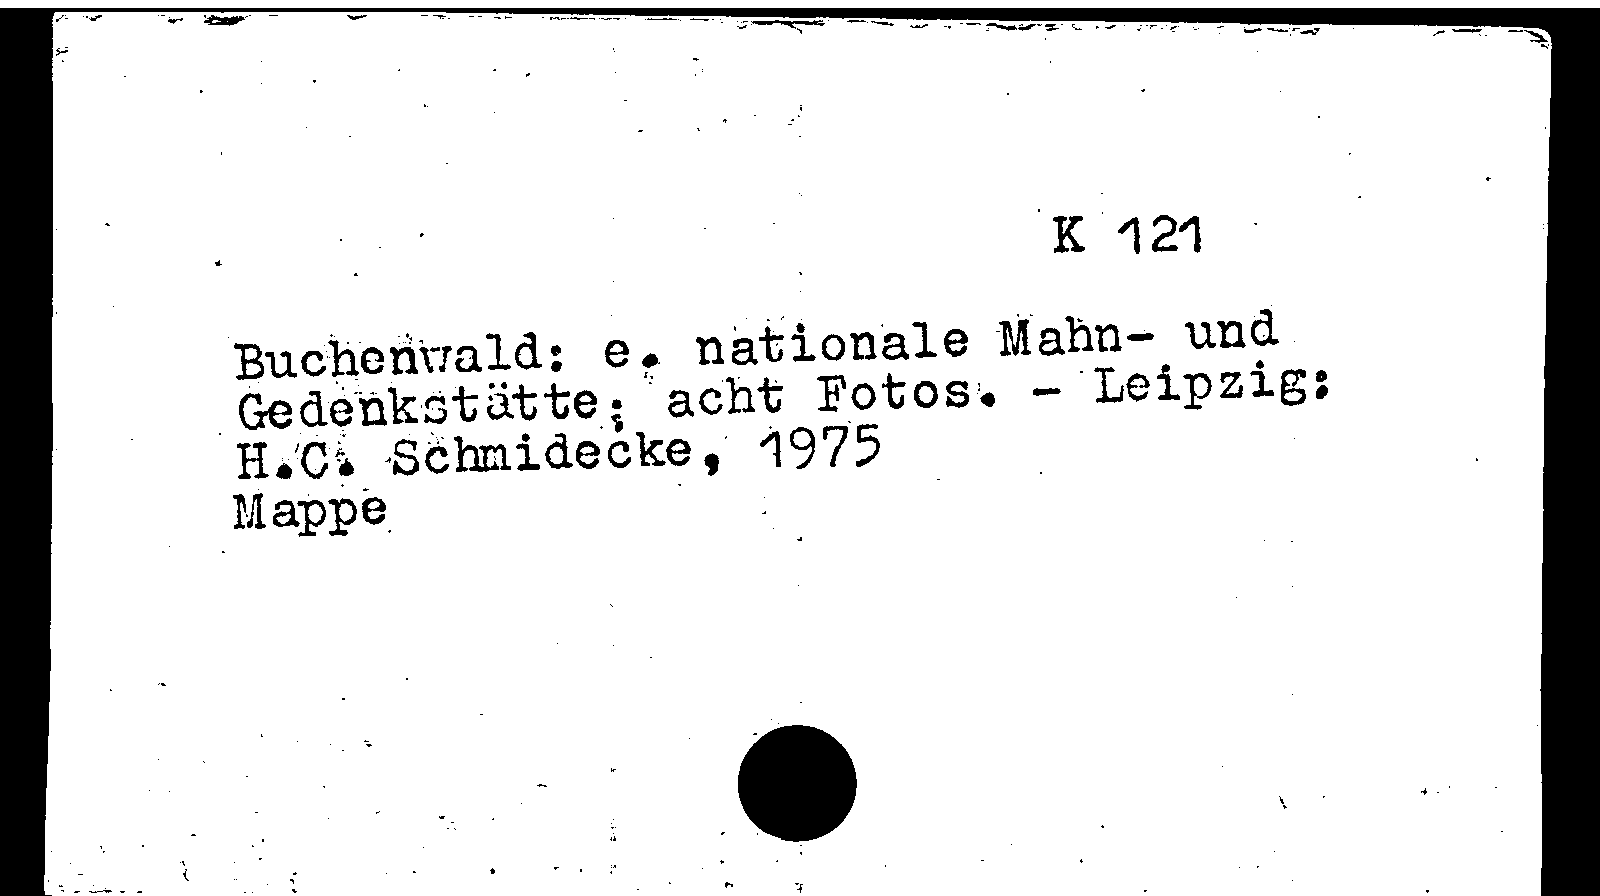 K 121
Buchenwald: e. nationale Mahn- und
Gedenkstätte; acht Fotos. - Leipzig:
H.C. Schmidecke, 1975
Mappe